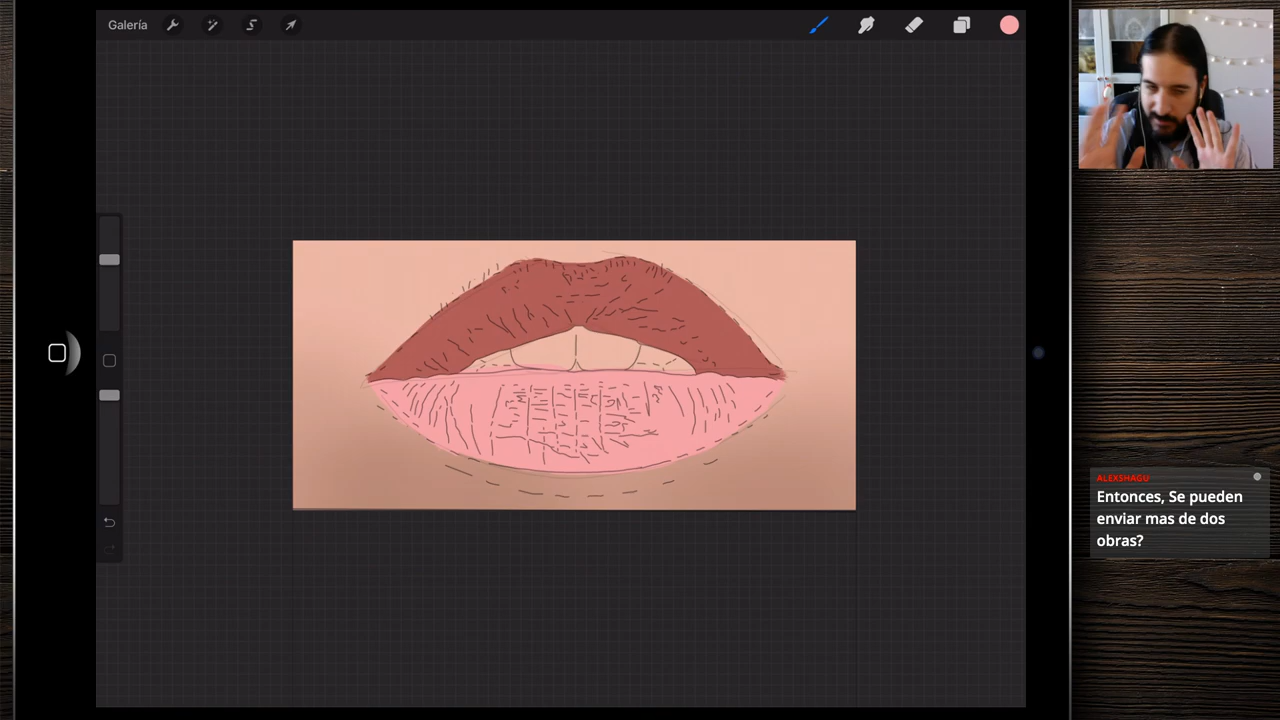 Galería
ALEXSHAGU
Entonces, Se pueden
enviar mas de dos
obras?